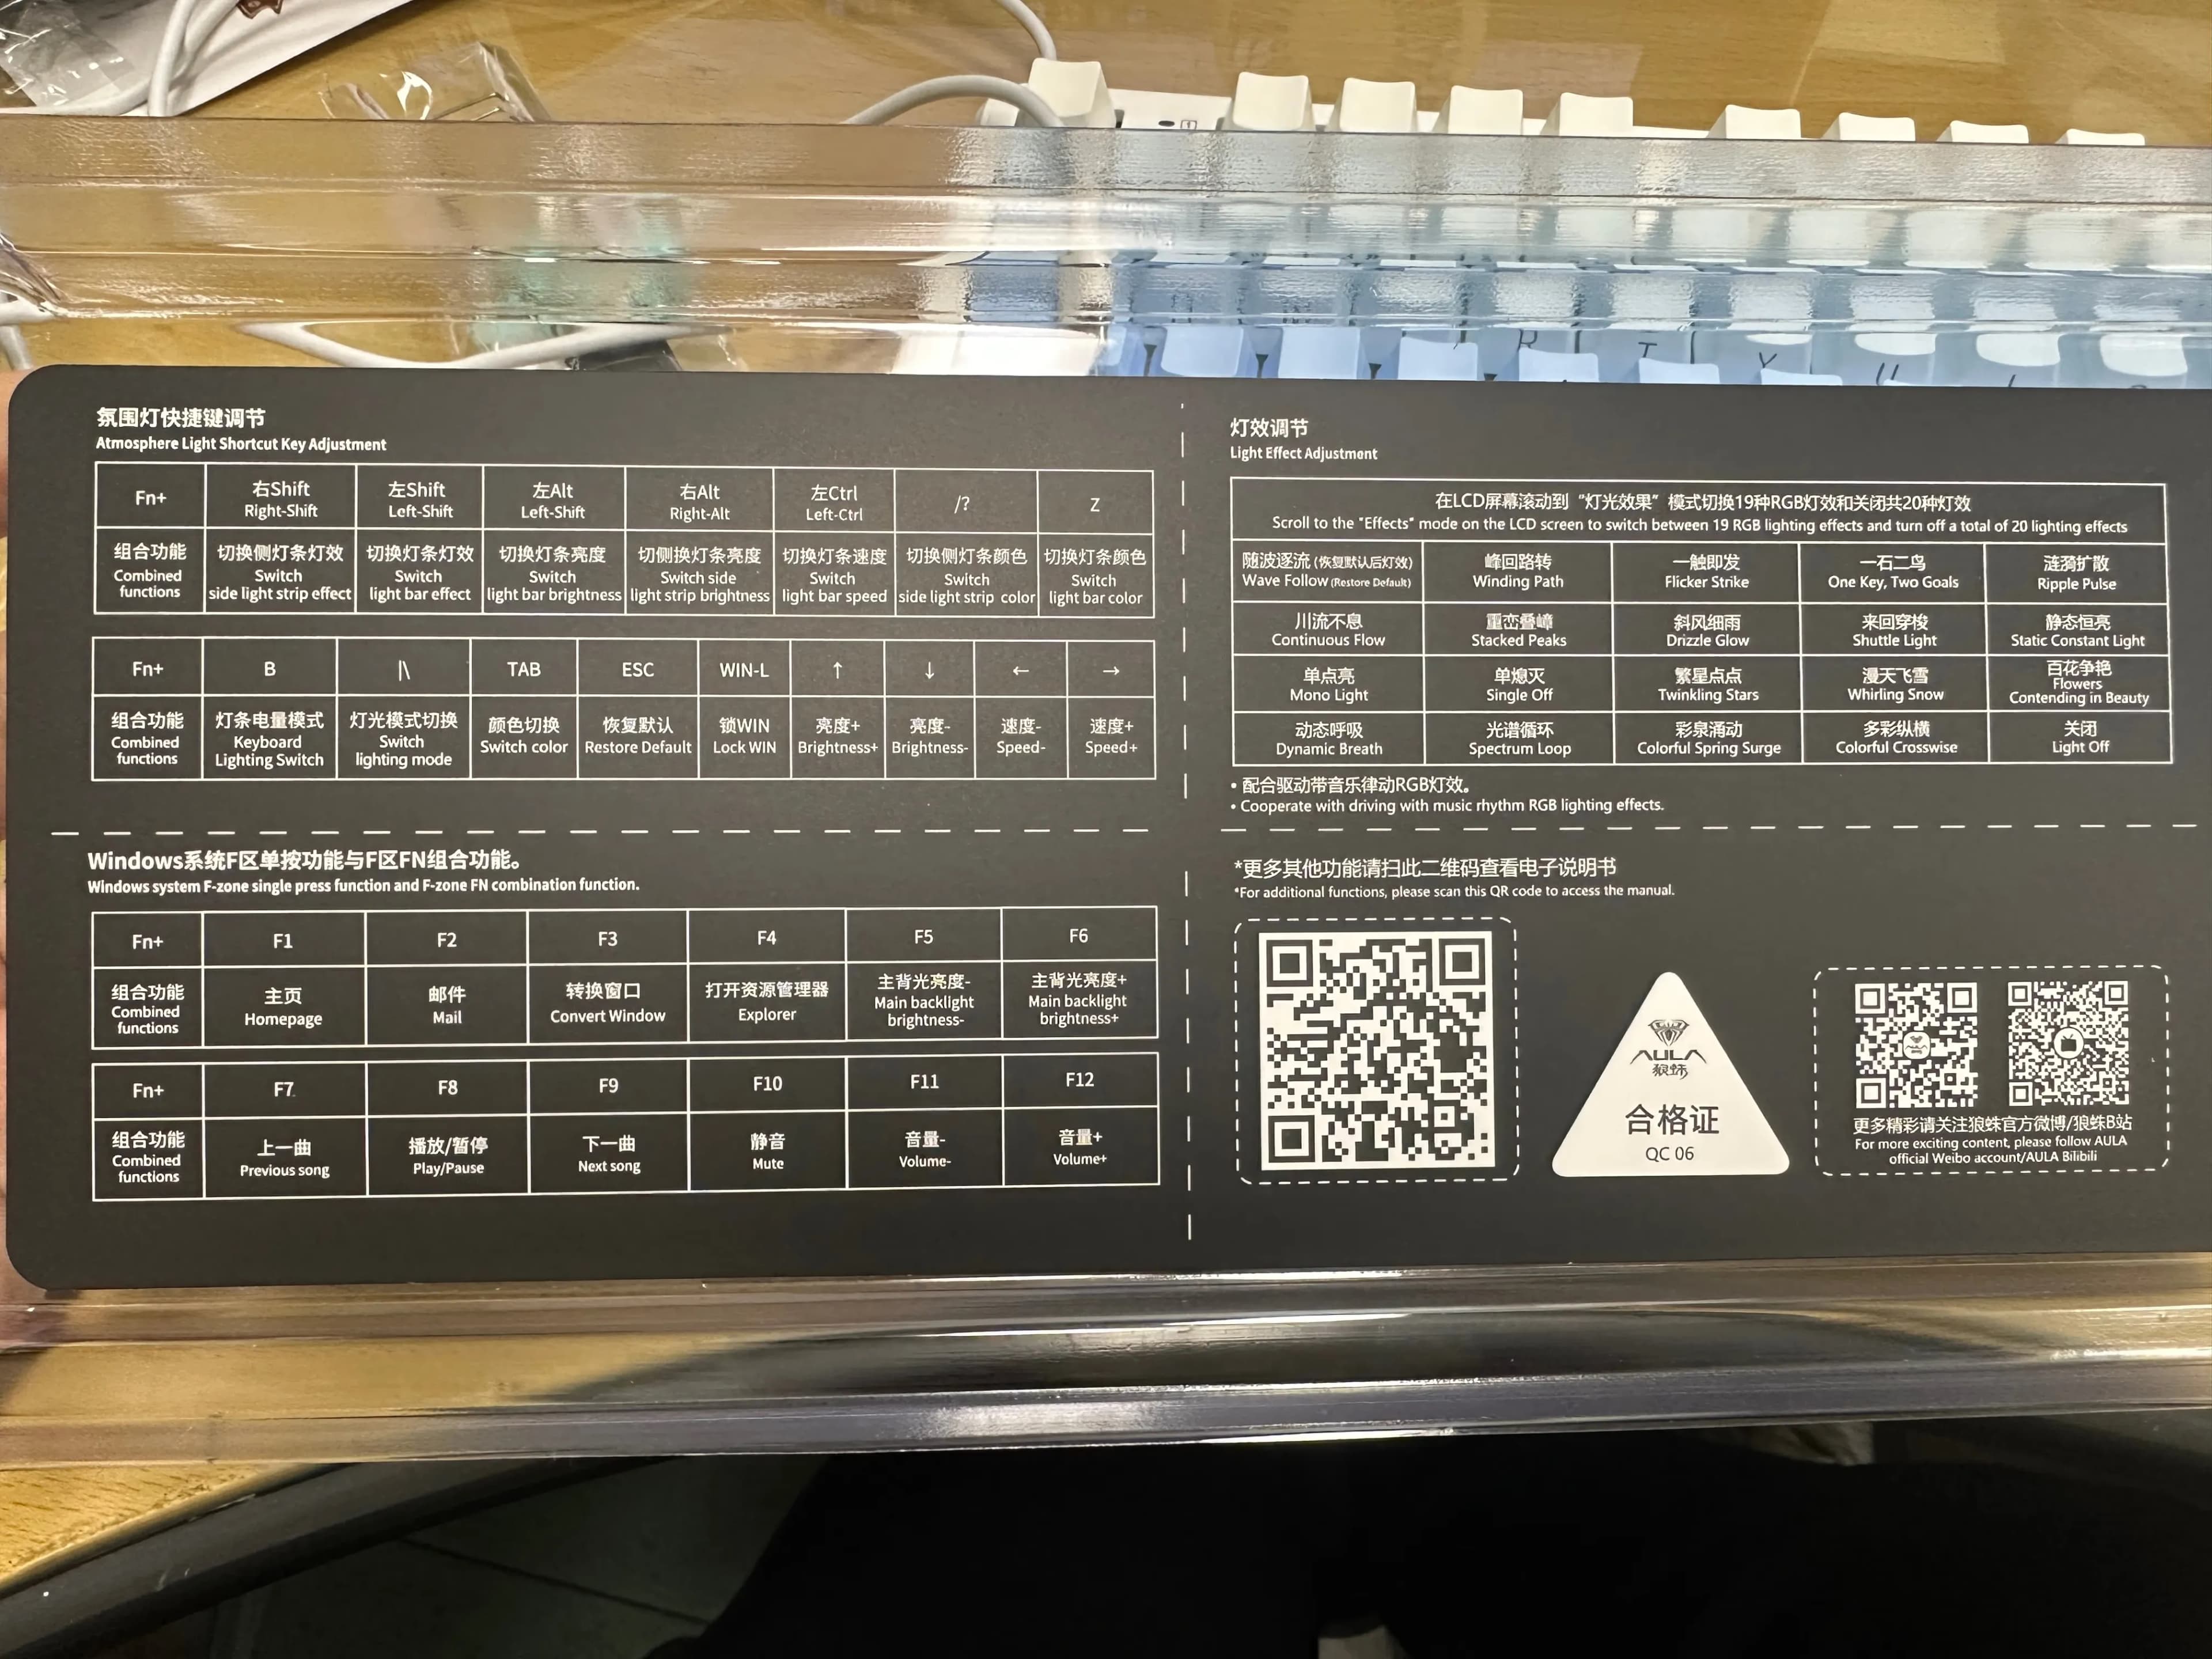 氛围灯快捷键调节
Atmosphere Light Shortcut Key Adjustment
Fn+ 右Shift 左Shift 左Alt 右Alt 左Ctrl /? Z
Right-Shift Left-Shift Left-Shift Right-Alt Left-Ctrl
组合功能 切换侧灯条灯效 切换灯条灯效 切换灯条亮度 切侧换灯条亮度 切换灯条速度 切换侧灯条颜色 切换灯条颜色
Combined Switch Switch Switch Switch side Switch Switch Switch
functions side light strip effect light bar effect light bar brightness light strip brightness light bar speed side light strip color light bar color
Fn+ B |\ TAB ESC WIN-L ↑ ↓ ← →
组合功能 灯条电量模式 灯光模式切换 颜色切换 恢复默认 锁WIN 亮度+ 亮度- 速度- 速度+
Combined Keyboard Switch Switch color Restore Default Lock WIN Brightness+ Brightness- Speed- Speed+
functions Lighting Switch lighting mode
Windows系统F区单按功能与F区FN组合功能。
Windows system F-zone single press function and F-zone FN combination function.
Fn+ F1 F2 F3 F4 F5 F6
组合功能 主页 邮件 转换窗口 打开资源管理器 主背光亮度- 主背光亮度+
Combined Homepage Mail Convert Window Explorer Main backlight Main backlight
functions brightness- brightness+
Fn+ F7 F8 F9 F10 F11 F12
组合功能 上一曲 播放/暂停 下一曲 静音 音量- 音量+
Combined Previous song Play/Pause Next song Mute Volume- Volume+
functions
灯效调节
Light Effect Adjustment
在LCD屏幕滚动到“灯光效果”模式切换19种RGB灯效和关闭共20种灯效
Scroll to the "Effects" mode on the LCD screen to switch between 19 RGB lighting effects and turn off a total of 20 lighting effects
随波逐流 (恢复默认后灯效) 峰回路转 一触即发 一石二鸟 涟漪扩散
Wave Follow (Restore Default) Winding Path Flicker Strike One Key, Two Goals Ripple Pulse
川流不息 重峦叠嶂 斜风细雨 来回穿梭 静态恒亮
Continuous Flow Stacked Peaks Drizzle Glow Shuttle Light Static Constant Light
单点亮 单熄灭 繁星点点 漫天飞雪 百花争艳
Mono Light Single Off Twinkling Stars Whirling Snow Flowers
Contending in Beauty
动态呼吸 光谱循环 彩泉涌动 多彩纵横 关闭
Dynamic Breath Spectrum Loop Colorful Spring Surge Colorful Crosswise Light Off
• 配合驱动带音乐律动RGB灯效。
• Cooperate with driving with music rhythm RGB lighting effects.
*更多其他功能请扫此二维码查看电子说明书
*For additional functions, please scan this QR code to access the manual.
AULA
狼蛛
合格证
QC 06
更多精彩请关注狼蛛官方微博/狼蛛B站
For more exciting content, please follow AULA
official Weibo account/AULA Bilibili
R T Y U